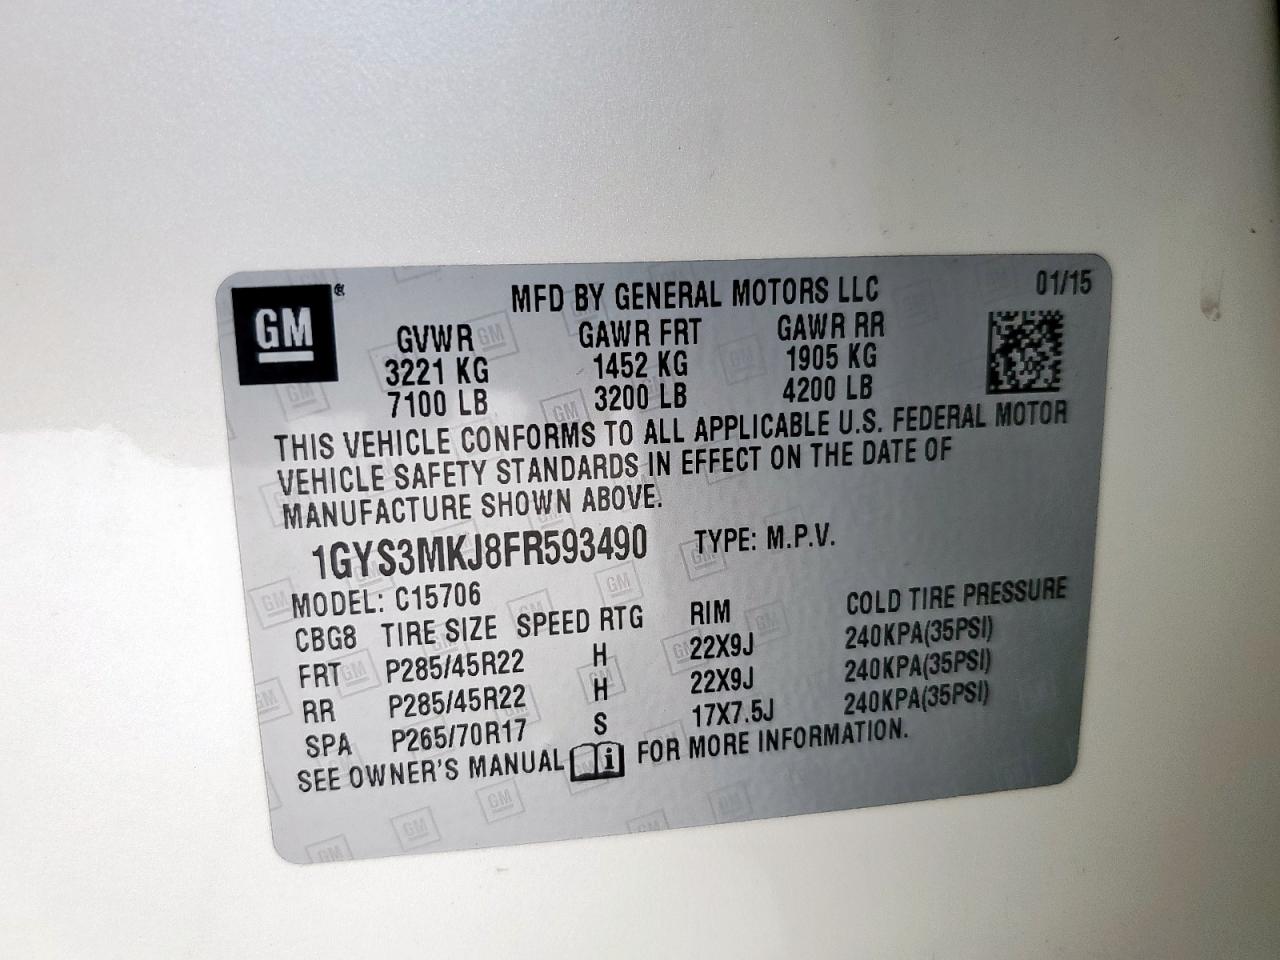 GM ®
MFD BY GENERAL MOTORS LLC 01/15
GVWR GAWR FRT GAWR RR
3221 KG 1452 KG 1905 KG
7100 LB 3200 LB 4200 LB
THIS VEHICLE CONFORMS TO ALL APPLICABLE U.S. FEDERAL MOTOR
VEHICLE SAFETY STANDARDS IN EFFECT ON THE DATE OF
MANUFACTURE SHOWN ABOVE.
1GYS3MKJ8FR593490 TYPE: M.P.V.
MODEL: C15706
CBG8 TIRE SIZE SPEED RTG RIM COLD TIRE PRESSURE
FRT P285/45R22 H 22X9J 240KPA(35PSI)
RR P285/45R22 H 22X9J 240KPA(35PSI)
SPA P265/70R17 S 17X7.5J 240KPA(35PSI)
SEE OWNER'S MANUAL i FOR MORE INFORMATION.